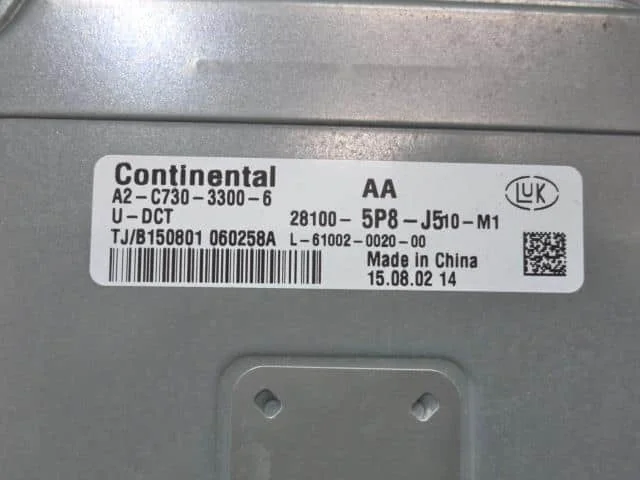 Continental AA LUK
A2-C730-3300-6
U-DCT 28100-5P8-J510-M1
TJ/B150801 060258A L-61002-0020-00
Made in China
15.08.02 14